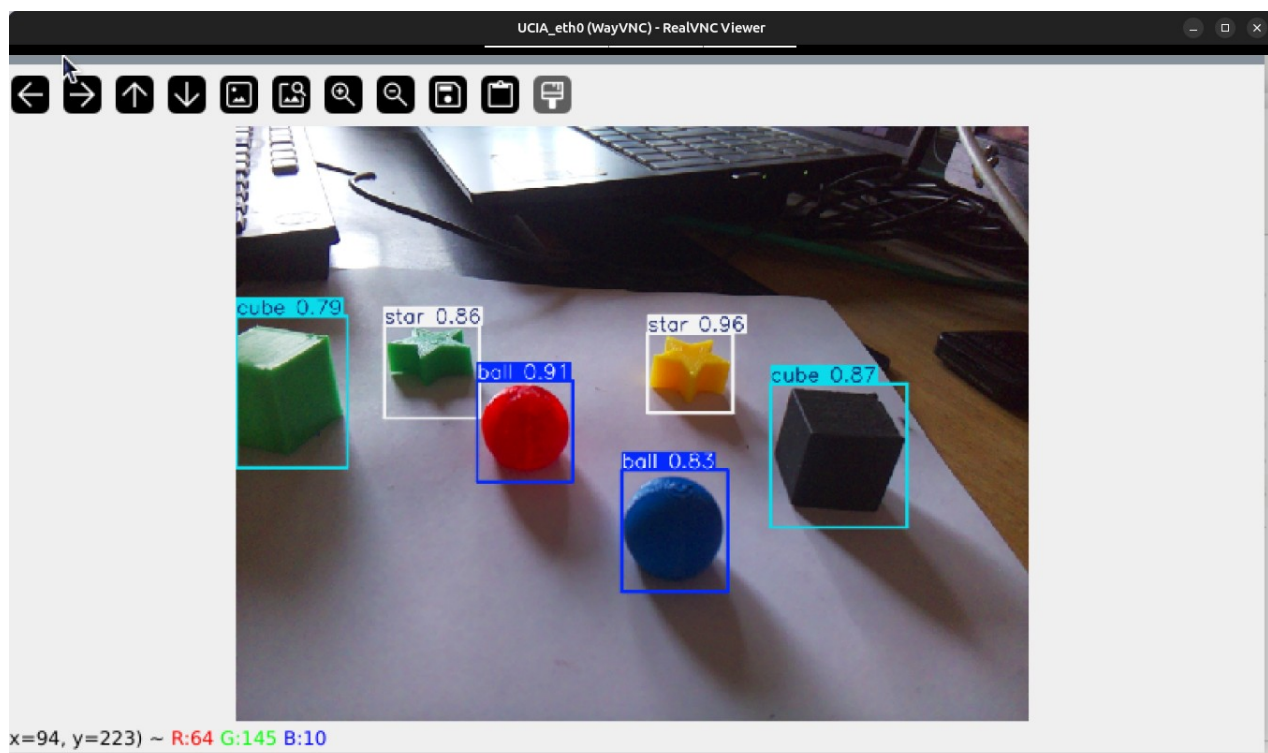 UCIA_eth0 (WayVNC) - RealVNC Viewer
cube 0.79
star 0.86
star 0.96
ball 0.91
cube 0.87
ball 0.83
x=94, y=223) ~ R:64 G:145 B:10